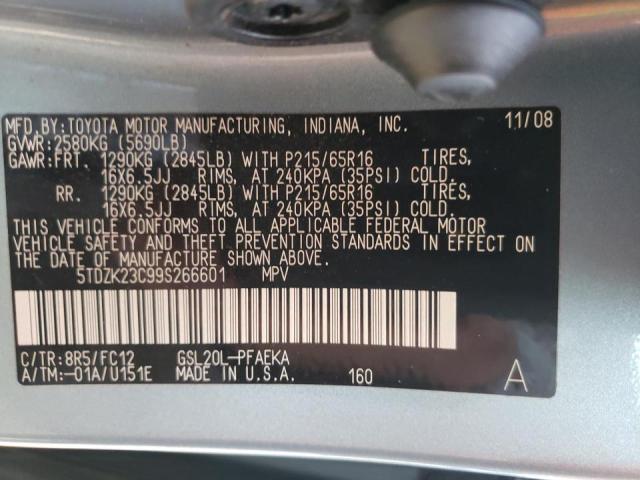 MFD.BY:TOYOTA MOTOR MANUFACTURING, INDIANA, INC. 11/08
GVWR:2580KG (5690LB)
GAWR:FRT. 1290KG (2845LB) WITH P215/65R16 TIRES,
16X6.5JJ RIMS, AT 240KPA (35PSI) COLD.
RR. 1290KG (2845LB) WITH P215/65R16 TIRES,
16X6.5JJ RIMS, AT 240KPA (35PSI) COLD.
THIS VEHICLE CONFORMS TO ALL APPLICABLE FEDERAL MOTOR
VEHICLE SAFETY AND THEFT PREVENTION STANDARDS IN EFFECT ON
THE DATE OF MANUFACTURE SHOWN ABOVE.
5TDZK23C99S266601 MPV
C/TR:8R5/FC12 GSL20L-PFAEKA
A/TM:-01A/U151E MADE IN U.S.A. 160 A